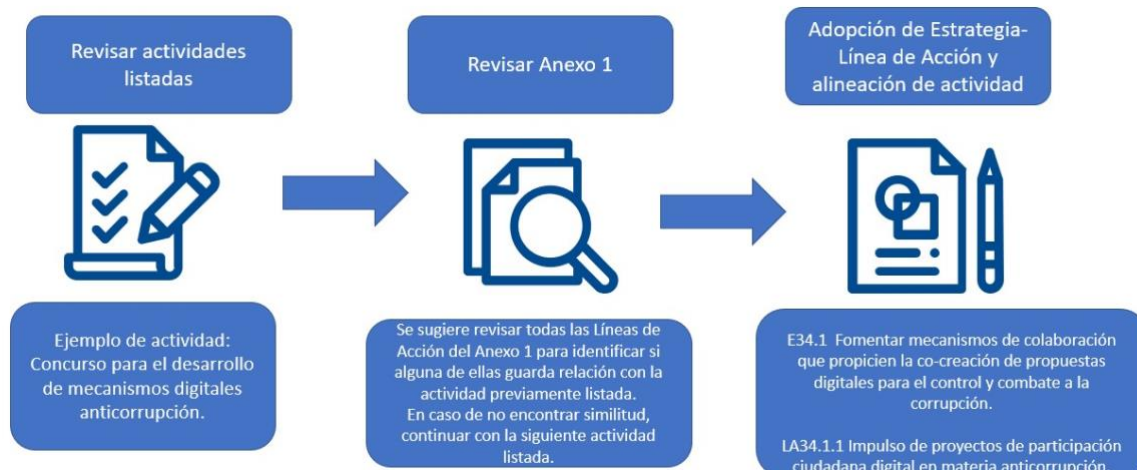 Revisar actividades
listadas
Ejemplo de actividad:
Concurso para el desarrollo
de mecanismos digitales
anticorrupción.
Revisar Anexo 1
Se sugiere revisar todas las Líneas de
Acción del Anexo 1 para identificar si
alguna de ellas guarda relación con la
actividad previamente listada.
En caso de no encontrar similitud,
continuar con la siguiente actividad
listada.
Adopción de Estrategia-
Línea de Acción y
alineación de actividad
E34.1 Fomentar mecanismos de colaboración
que propicien la co-creación de propuestas
digitales para el control y combate a la
corrupción.
LA34.1.1 Impulso de proyectos de participación
ciudadana digital en materia anticorrupción